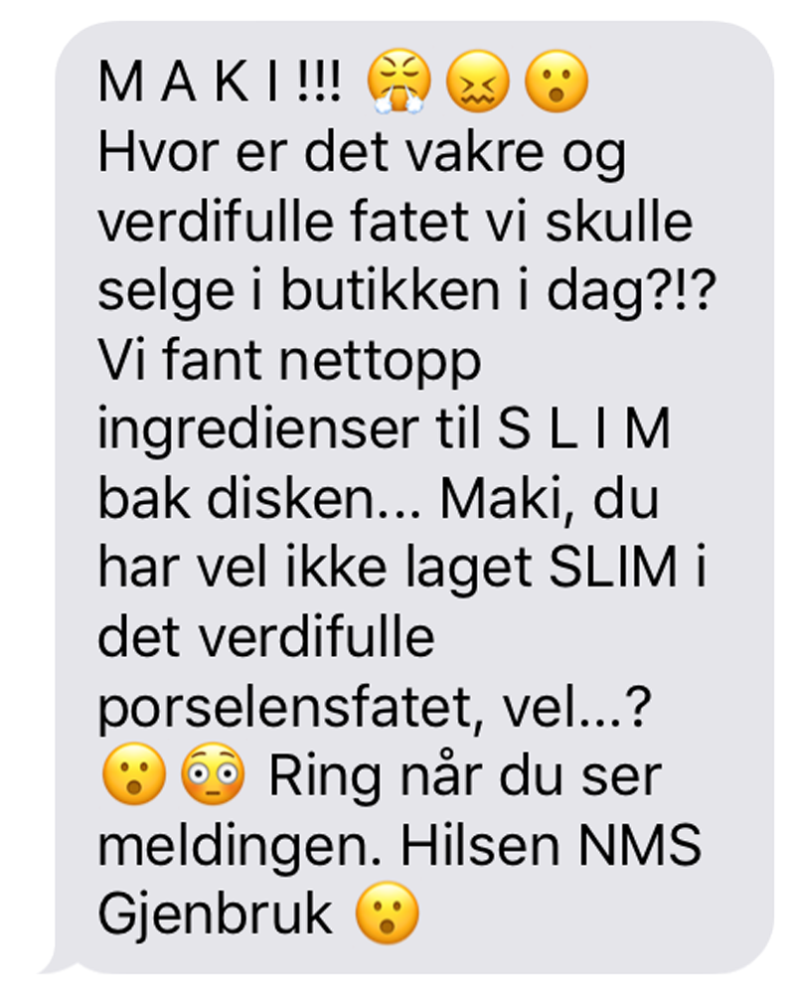 M A K I !!! 😤😖😮
Hvor er det vakre og
verdifulle fatet vi skulle
selge i butikken i dag?!?
Vi fant nettopp
ingredienser til S L I M
bak disken... Maki, du
har vel ikke laget SLIM i
det verdifulle
porselensfatet, vel...?
😮😳 Ring når du ser
meldingen. Hilsen NMS
Gjenbruk 😮